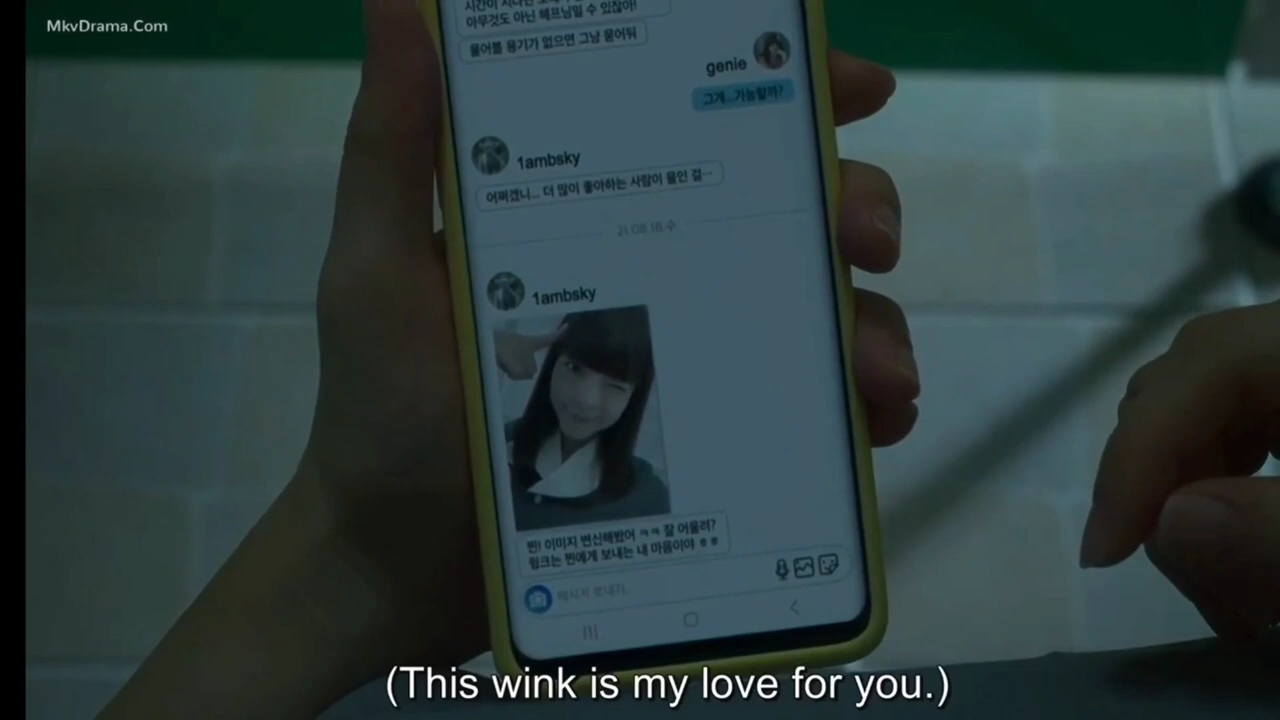 MkvDrama.Com
아무것도 아닌 해프닝일 수 있잖아!
물어볼 용기가 없으면 그냥 묻어둬
genie
그게...가능할까?
1ambsky
어쩌겠니... 더 많이 좋아하는 사람이 을인 걸…
21.08.18. 수
1ambsky
찐! 이미지 변신해봤어 ㅋㅋ 잘 어울려?
윙크는 찐에게 보내는 내 마음이야 ㅎㅎ
메시지 보내기
(This wink is my love for you.)